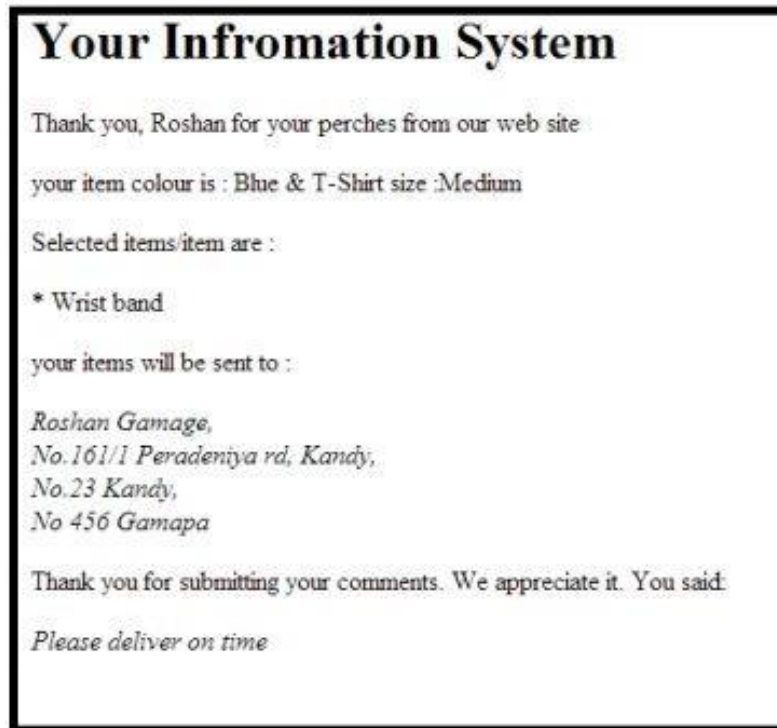 Your Infromation System
Thank you, Roshan for your perches from our web site
your item colour is : Blue & T-Shirt size :Medium
Selected items/item are :
* Wrist band
your items will be sent to :
Roshan Gamage,
No.161/1 Peradeniya rd, Kandy,
No.23 Kandy,
No 456 Gamapa
Thank you for submitting your comments. We appreciate it. You said:
Please deliver on time